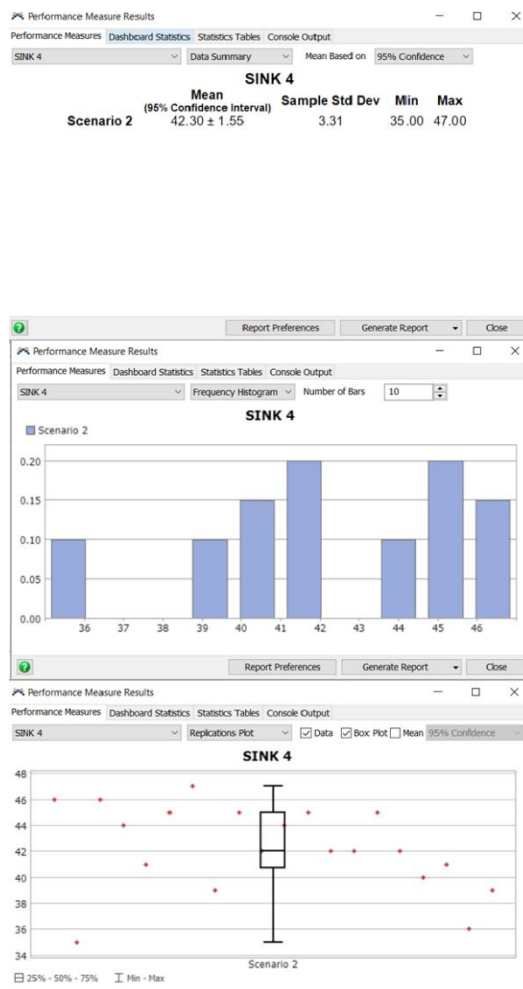 Performance Measure Results
Performance Measures Dashboard Statistics Statistics Tables Console Output
SINK 4 Data Summary Mean Based on 95% Confidence
SINK 4
Mean
(95% Confidence Interval) Sample Std Dev Min Max
Scenario 2 42.30 ± 1.55 3.31 35.00 47.00
Report Preferences Generate Report Close
Performance Measure Results
Performance Measures Dashboard Statistics Statistics Tables Console Output
SINK 4 Frequency Histogram Number of Bars 10
SINK 4
Scenario 2
0.20
0.15
0.10
0.05
0.00
36 37 38 39 40 41 42 43 44 45 46
Report Preferences Generate Report Close
Performance Measure Results
Performance Measures Dashboard Statistics Statistics Tables Console Output
SINK 4 Replications Plot Data Box Plot Mean 95% Confidence
SINK 4
48
46
44
42
40
38
36
34
Scenario 2
25% - 50% - 75% Min - Max